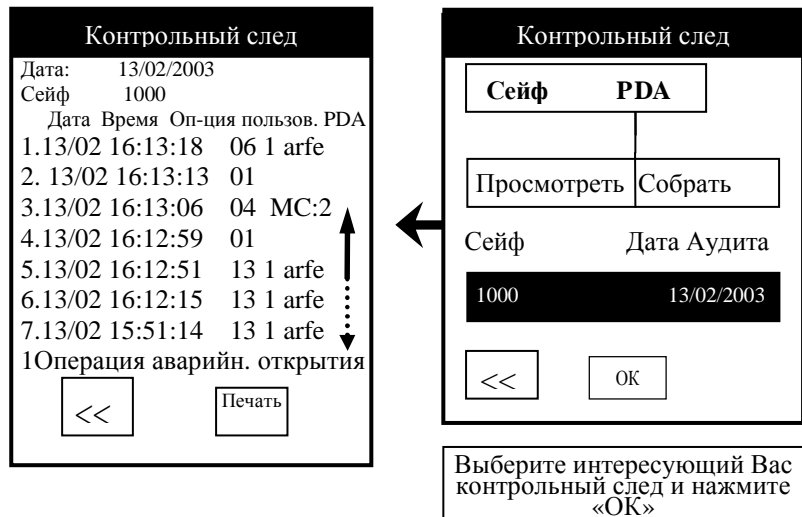 Контрольный след
Дата: 13/02/2003
Сейф 1000
Дата Время Оп-ция пользов. PDA
1.13/02 16:13:18 06 1 arfe
2. 13/02 16:13:13 01
3.13/02 16:13:06 04 MC:2
4.13/02 16:12:59 01
5.13/02 16:12:51 13 1 arfe
6.13/02 16:12:15 13 1 arfe
7.13/02 15:51:14 13 1 arfe
1Операция аварийн. открытия
<< Печать
Контрольный след
Сейф PDA
Просмотреть Собрать
Сейф Дата Аудита
1000 13/02/2003
<< ОК
Выберите интересующий Вас
контрольный след и нажмите
«ОК»